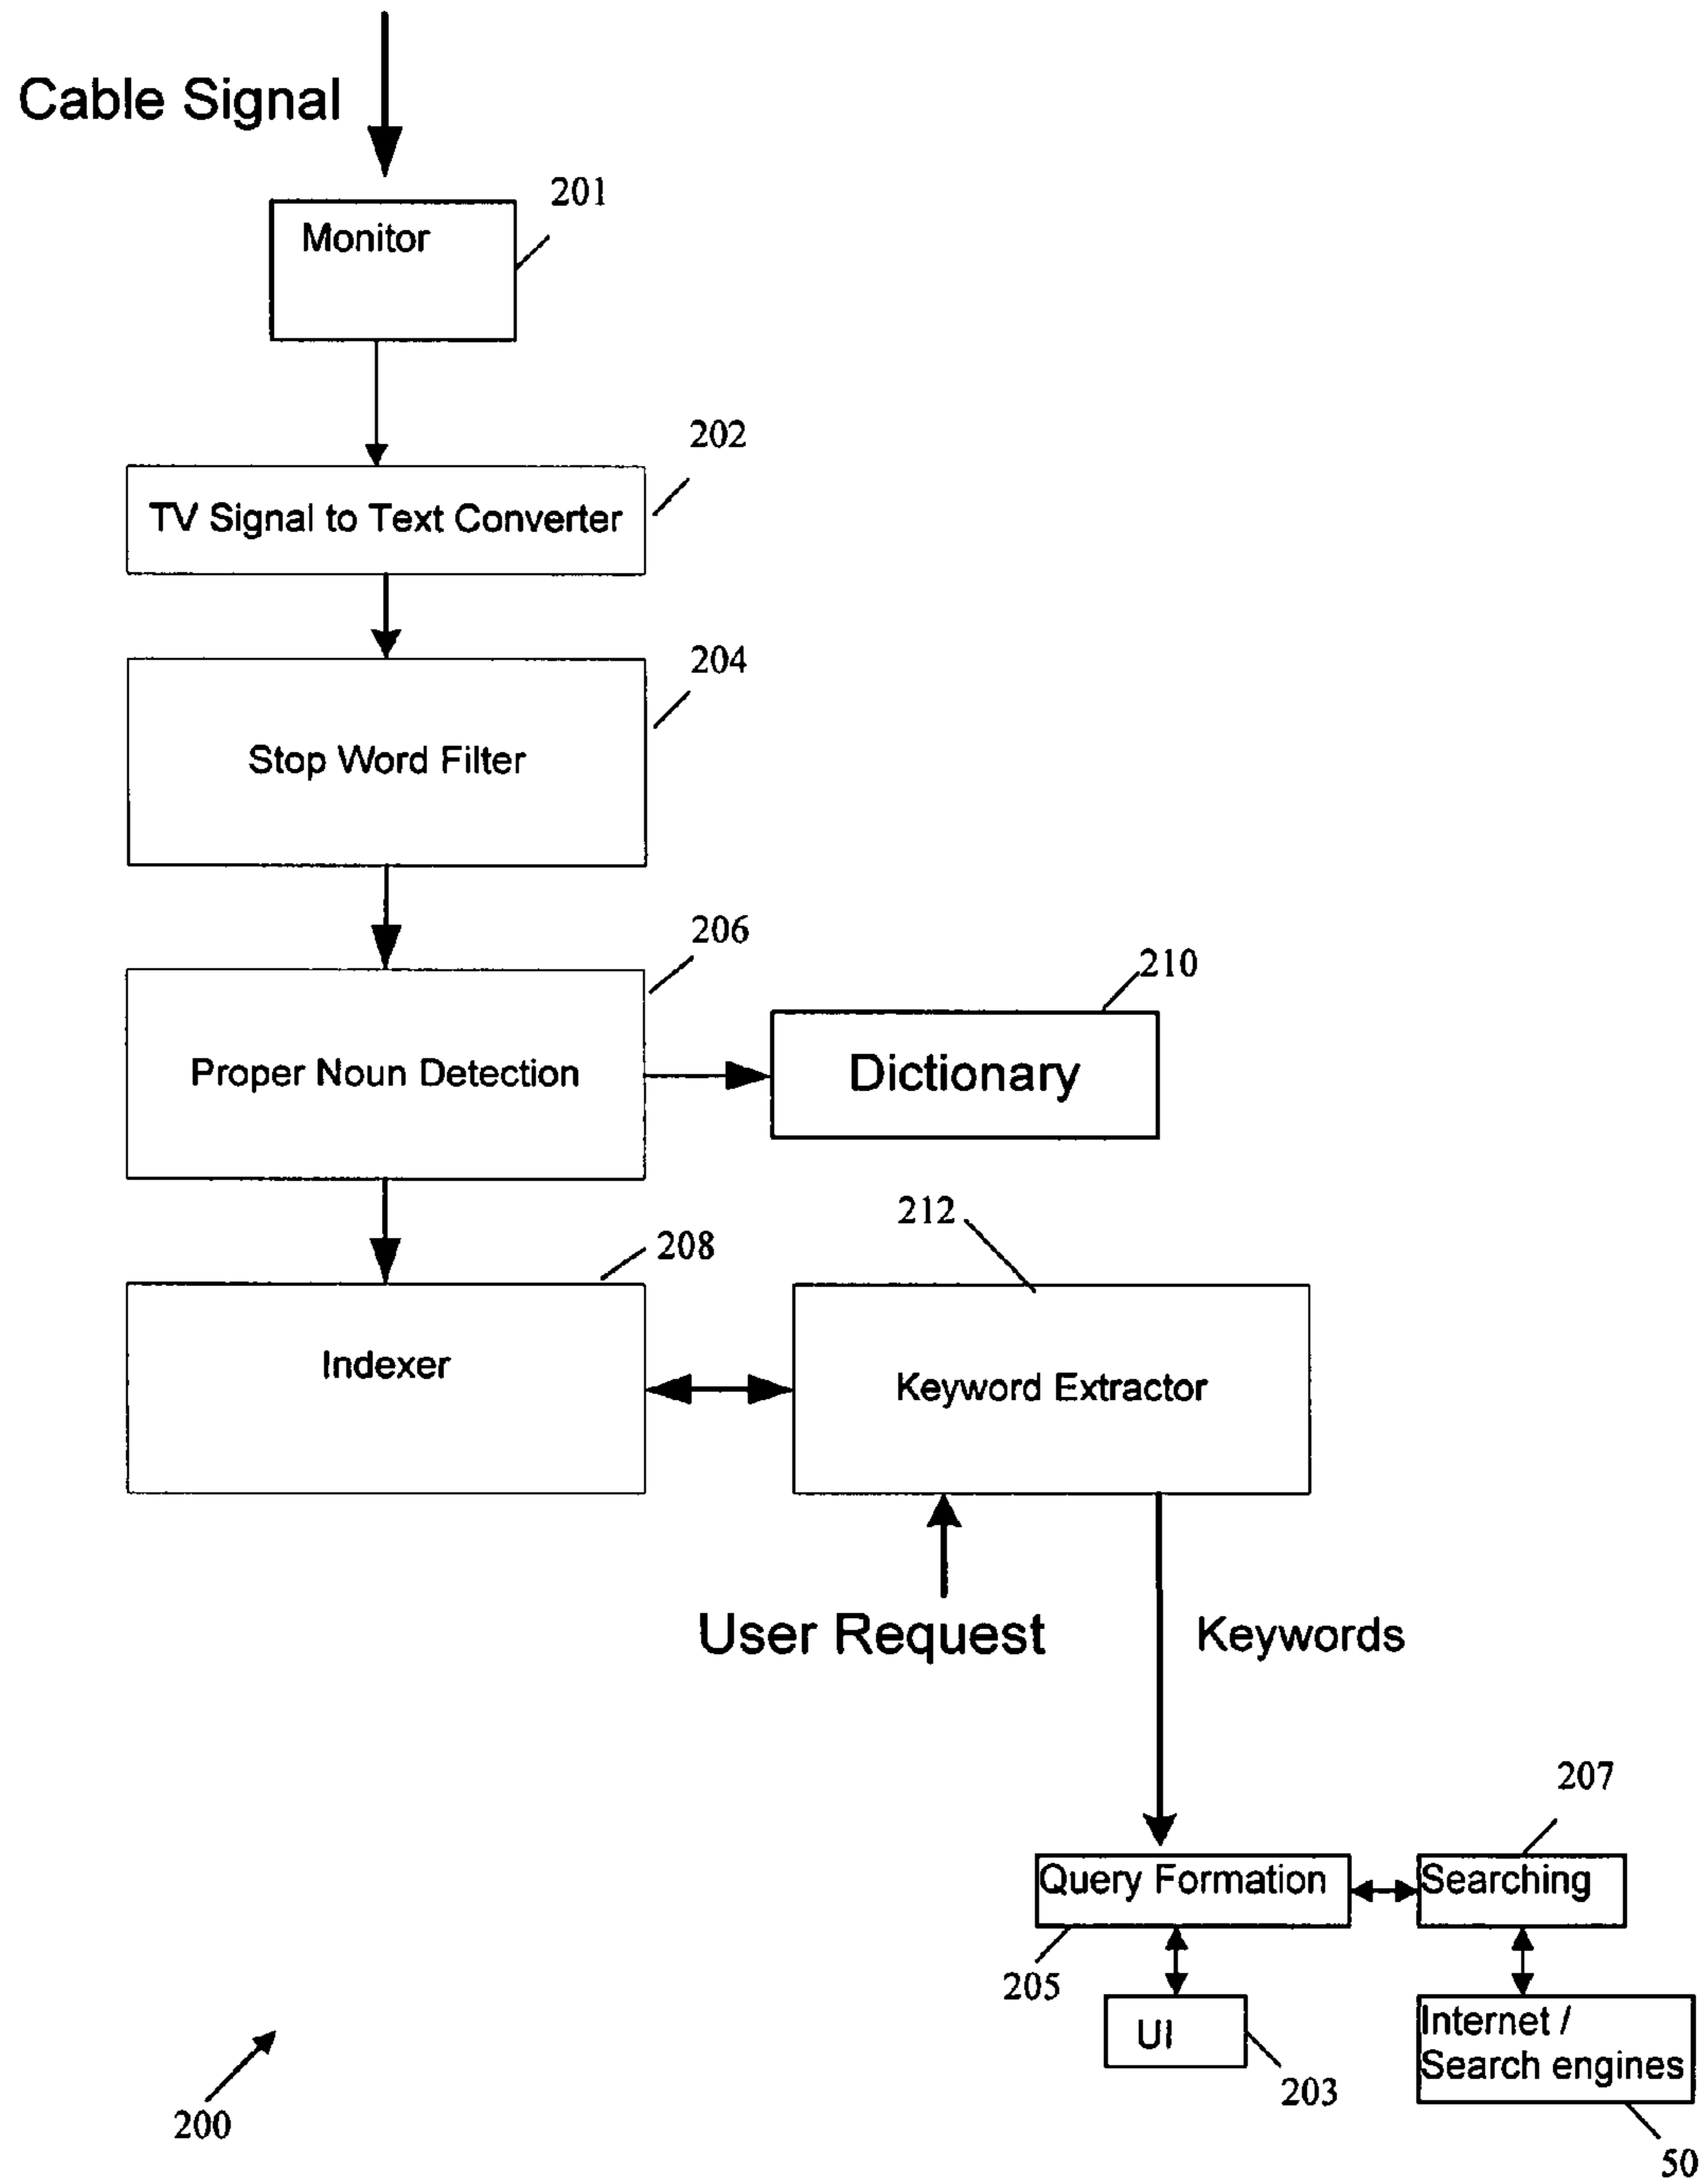 Cable Signal
201
Monitor
202
TV Signal to Text Converter
204
Stop Word Filter
206
210
Proper Noun Detection
Dictionary
212
208
Indexer
Keyword Extractor
User Request
Keywords
207
Query Formation
Searching
205
UI
Internet /
Search engines
203
200
50